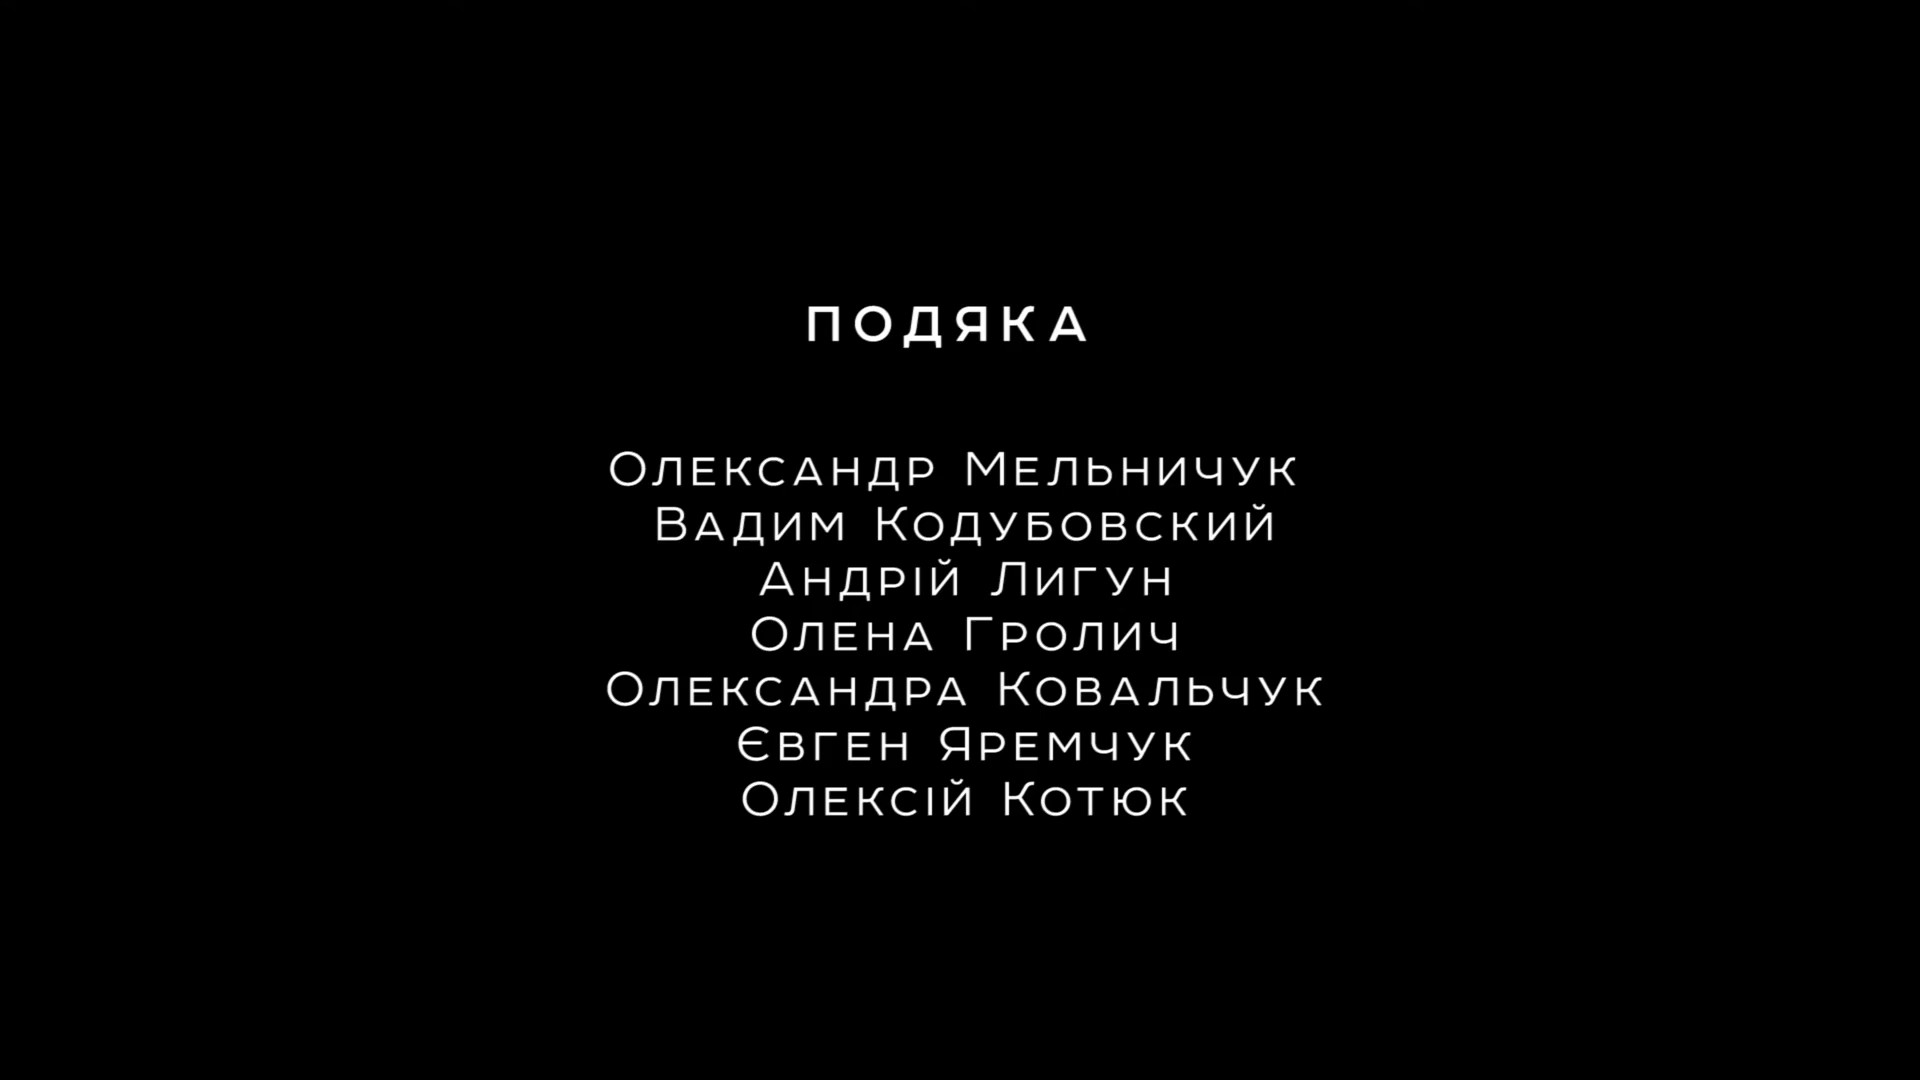 ПОДЯКА
Олександр Мельничук
Вадим Кодубовский
Андрій Лигун
Олена Гролич
Олександра Ковальчук
Євген Яремчук
Олексій Котюк